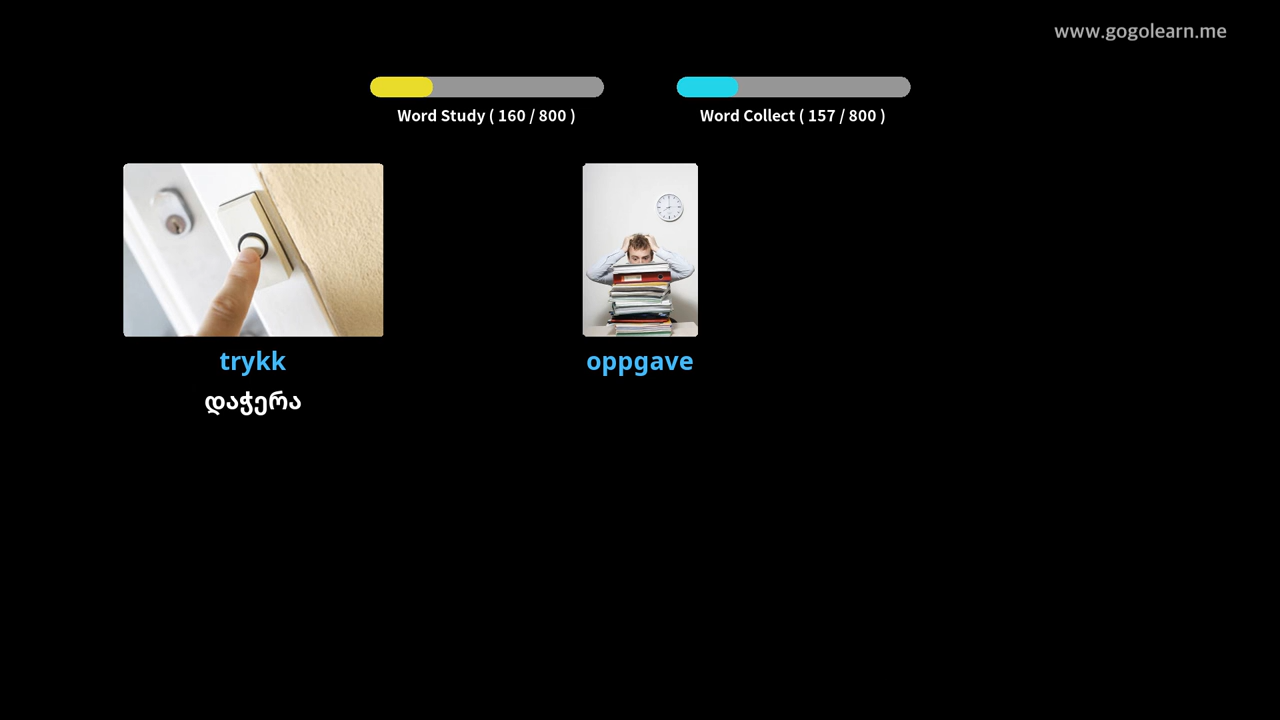 www.gogolearn.me
Word Study ( 160 / 800 )
Word Collect ( 157 / 800 )
trykk
oppgave
დაჭერა